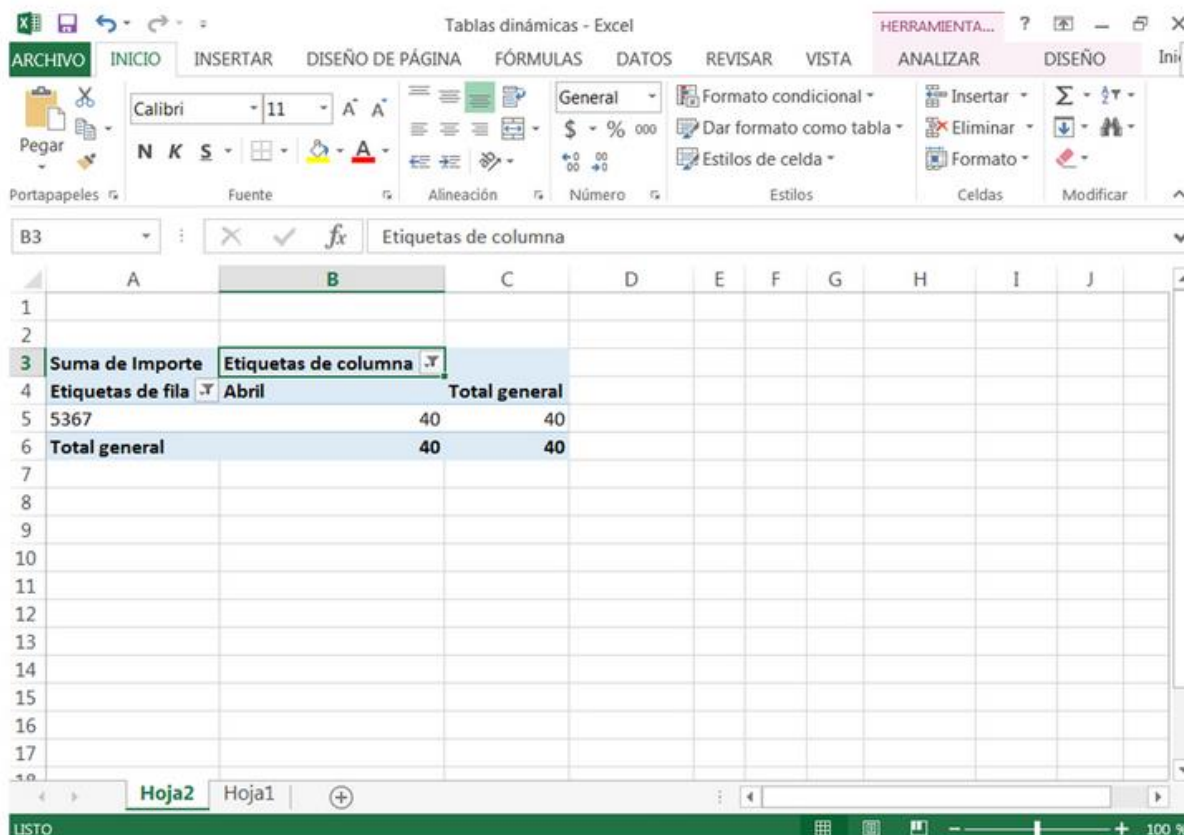 Tablas dinámicas - Excel HERRAMIENTA... ?
ARCHIVO INICIO INSERTAR DISEÑO DE PÁGINA FÓRMULAS DATOS REVISAR VISTA ANALIZAR DISEÑO Ini
Calibri 11 A A General Formato condicional Insertar Σ
Pegar $ % 000 Dar formato como tabla Eliminar
N K S A Estilos de celda Formato
Portapapeles Fuente Alineación Número Estilos Celdas Modificar
B3 fx Etiquetas de columna
A B C D E F G H I J
1
2
3 Suma de Importe Etiquetas de columna
4 Etiquetas de fila Abril Total general
5 5367 40 40
6 Total general 40 40
7
8
9
10
11
12
13
14
15
16
17
18
Hoja2 Hoja1
LISTO 100 %